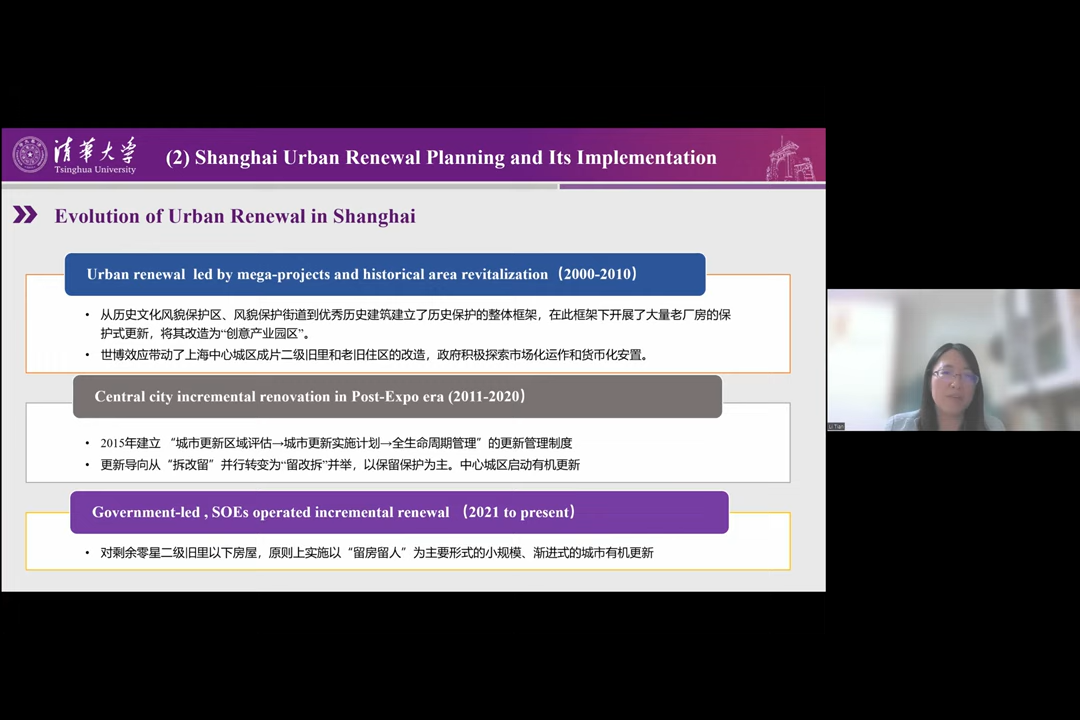 清华大学
Tsinghua University
(2) Shanghai Urban Renewal Planning and Its Implementation
Evolution of Urban Renewal in Shanghai
Urban renewal led by mega-projects and historical area revitalization（2000-2010）
• 从历史文化风貌保护区、风貌保护街道到优秀历史建筑建立了历史保护的整体框架，在此框架下开展了大量老厂房的保
护式更新，将其改造为“创意产业园区”。
• 世博效应带动了上海中心城区成片二级旧里和老旧住区的改造，政府积极探索市场化运作和货币化安置。
Central city incremental renovation in Post-Expo era (2011-2020）
• 2015年建立 “城市更新区域评估→城市更新实施计划→全生命周期管理” 的更新管理制度
• 更新导向从“拆改留”并行转变为“留改拆”并举，以保留保护为主。中心城区启动有机更新
Government-led , SOEs operated incremental renewal （2021 to present）
• 对剩余零星二级旧里以下房屋，原则上实施以“留房留人”为主要形式的小规模、渐进式的城市有机更新
Li Tian